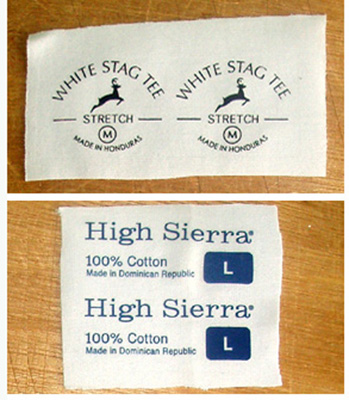 WHITE STAG TEE WHITE STAG TEE
STRETCH STRETCH
M M
MADE IN HONDURAS MADE IN HONDURAS
High Sierra®
100% Cotton L
Made in Dominican Republic
High Sierra®
100% Cotton L
Made in Dominican Republic